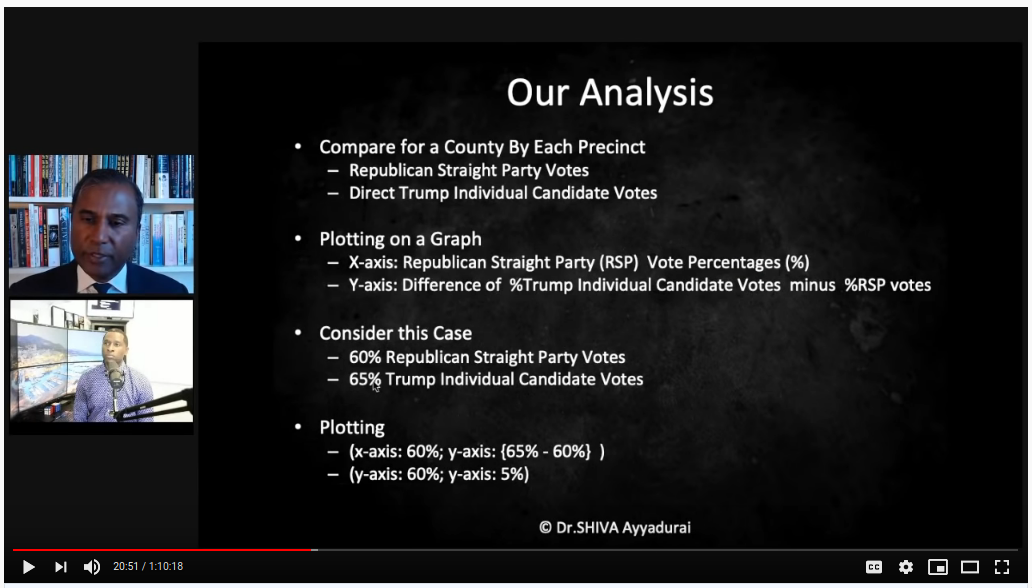 Our Analysis
• Compare for a County By Each Precinct
– Republican Straight Party Votes
– Direct Trump Individual Candidate Votes
• Plotting on a Graph
– X-axis: Republican Straight Party (RSP) Vote Percentages (%)
– Y-axis: Difference of %Trump Individual Candidate Votes minus %RSP votes
• Consider this Case
– 60% Republican Straight Party Votes
– 65% Trump Individual Candidate Votes
• Plotting
– (x-axis: 60%; y-axis: {65% - 60%} )
– (y-axis: 60%; y-axis: 5%)
© Dr.SHIVA Ayyadurai
20:51 / 1:10:18
CC